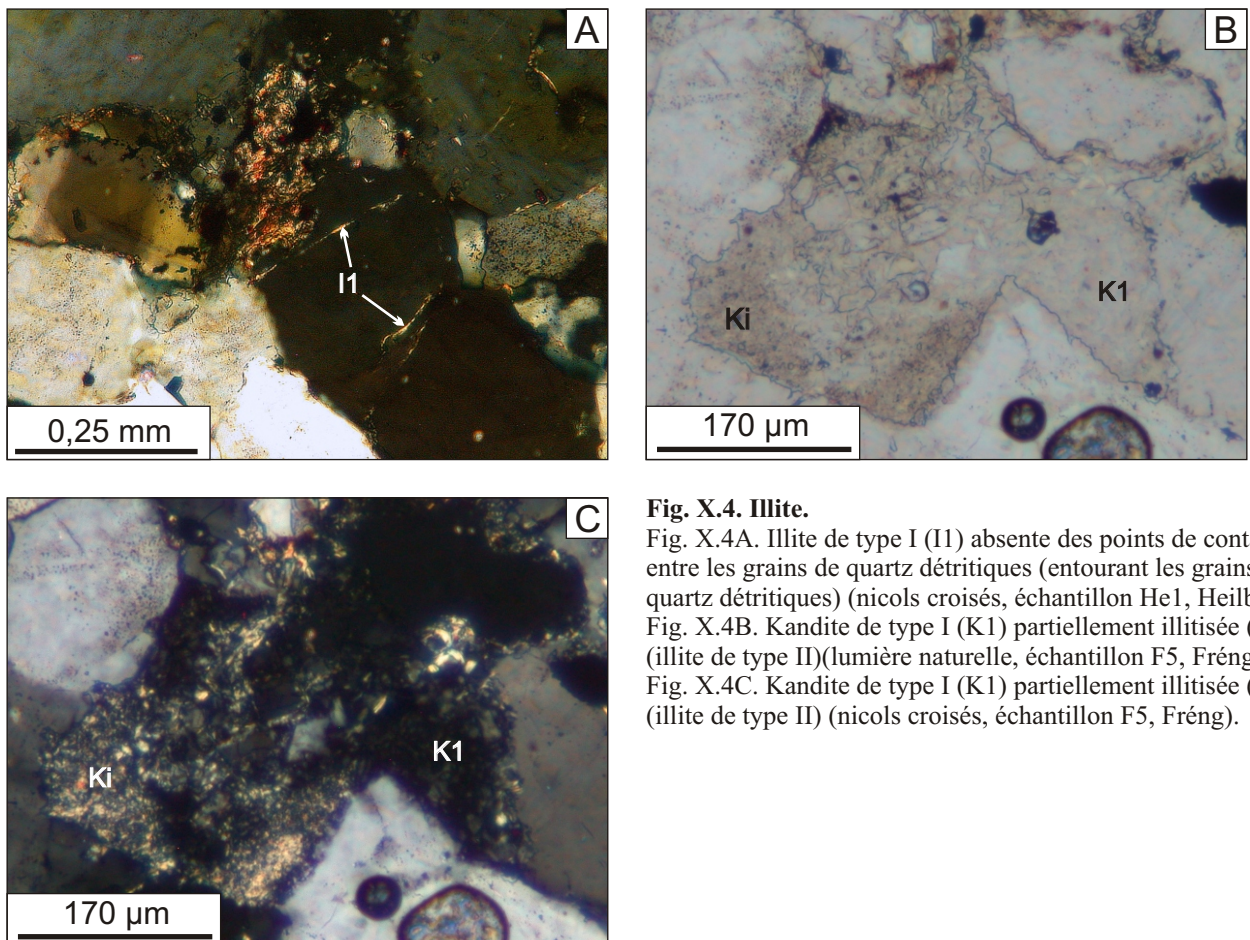 A
I1
0,25 mm
B
Ki
K1
170 µm
C
Ki
K1
170 µm
Fig. X.4. Illite.
Fig. X.4A. Illite de type I (I1) absente des points de cont
entre les grains de quartz détritiques (entourant les grains
quartz détritiques) (nicols croisés, échantillon He1, Heilb
Fig. X.4B. Kandite de type I (K1) partiellement illitisée (
(illite de type II)(lumière naturelle, échantillon F5, Fréng
Fig. X.4C. Kandite de type I (K1) partiellement illitisée (
(illite de type II) (nicols croisés, échantillon F5, Fréng).